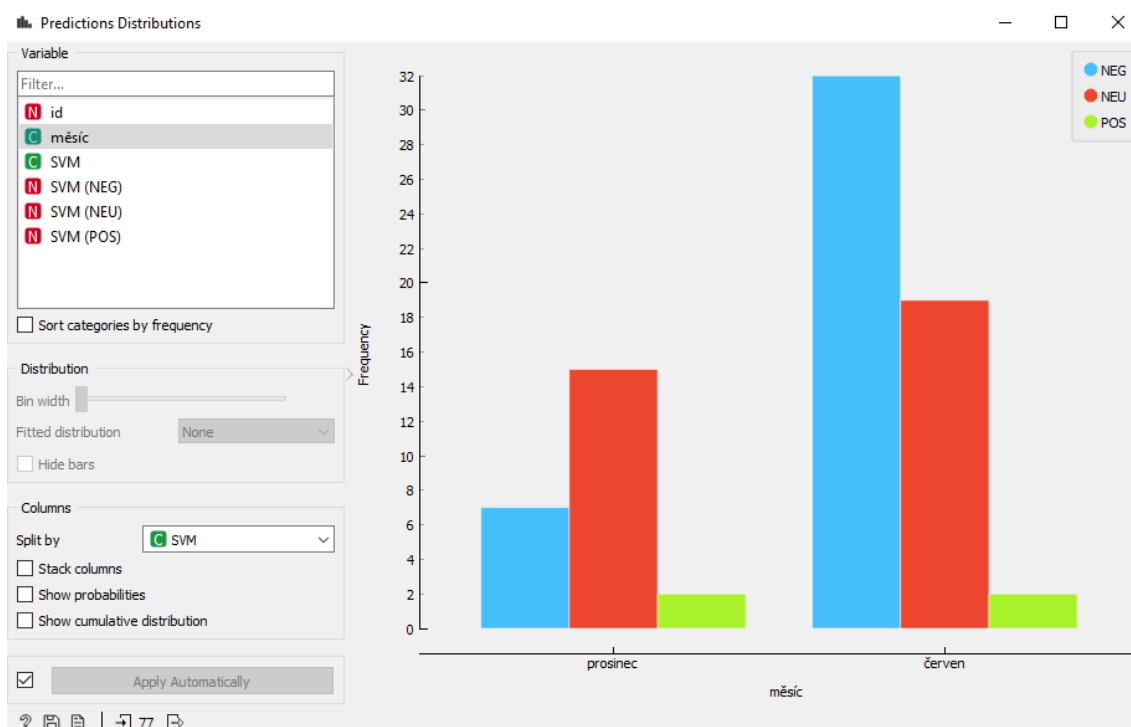 Predictions Distributions
Variable
Filter...
N id
C měsíc
C SVM
N SVM (NEG)
N SVM (NEU)
N SVM (POS)
Sort categories by frequency
Distribution
Bin width
Fitted distribution None
Hide bars
Columns
Split by C SVM
Stack columns
Show probabilities
Show cumulative distribution
Apply Automatically
? 77
Frequency
32
30
28
26
24
22
20
18
16
14
12
10
8
6
4
2
0
prosinec červen
měsíc
NEG
NEU
POS